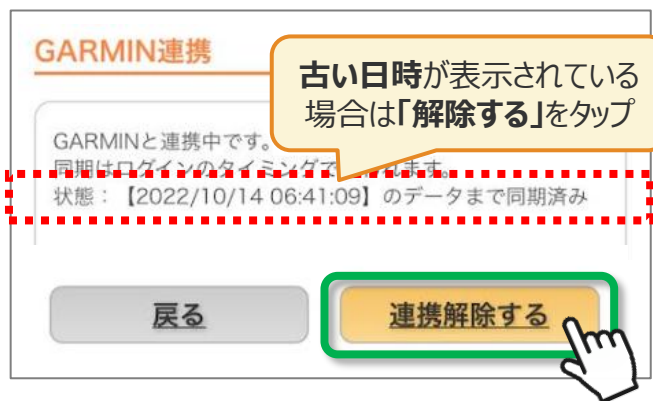 GARMIN連携
古い日時が表示されている
場合は「解除する」をタップ
GARMINと連携中です。
同期はログインのタイミングで
れます。
状態：【2022/10/14 06:41:09】のデータまで同期済み
戻る
連携解除する